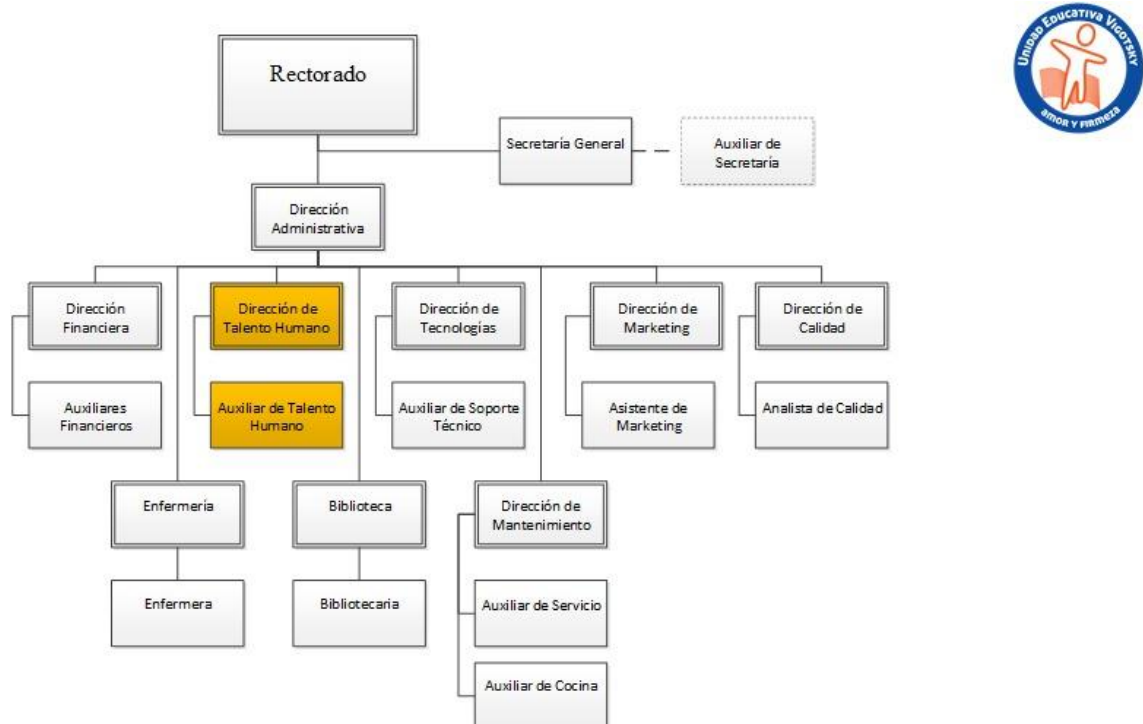 Rectorado
UNIDAD EDUCATIVA VIGOTSKY
AMOR Y FIRMEZA
Secretaría General
Auxiliar de
Secretaría
Dirección
Administrativa
Dirección
Financiera
Dirección de
Talento Humano
Dirección de
Tecnologías
Dirección de
Marketing
Dirección de
Calidad
Auxiliares
Financieros
Auxiliar de Talento
Humano
Auxiliar de Soporte
Técnico
Asistente de
Marketing
Analista de Calidad
Enfermería
Biblioteca
Dirección de
Mantenimiento
Enfermera
Bibliotecaria
Auxiliar de Servicio
Auxiliar de Cocina